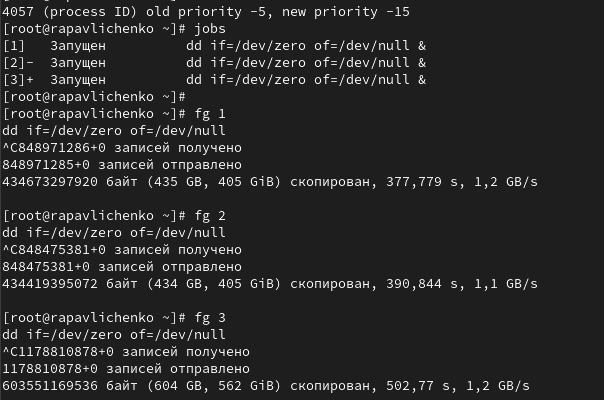 4057 (process ID) old priority -5, new priority -15
[root@rapavlichenko ~]# jobs
[1]   Запущен          dd if=/dev/zero of=/dev/null &
[2]-  Запущен          dd if=/dev/zero of=/dev/null &
[3]+  Запущен          dd if=/dev/zero of=/dev/null &
[root@rapavlichenko ~]#
[root@rapavlichenko ~]# fg 1
dd if=/dev/zero of=/dev/null
^C848971286+0 записей получено
848971285+0 записей отправлено
434673297920 байт (435 GB, 405 GiB) скопирован, 377,779 s, 1,2 GB/s
[root@rapavlichenko ~]# fg 2
dd if=/dev/zero of=/dev/null
^C848475381+0 записей получено
848475381+0 записей отправлено
434419395072 байт (434 GB, 405 GiB) скопирован, 390,844 s, 1,1 GB/s
[root@rapavlichenko ~]# fg 3
dd if=/dev/zero of=/dev/null
^C1178810878+0 записей получено
1178810878+0 записей отправлено
603551169536 байт (604 GB, 562 GiB) скопирован, 502,77 s, 1,2 GB/s